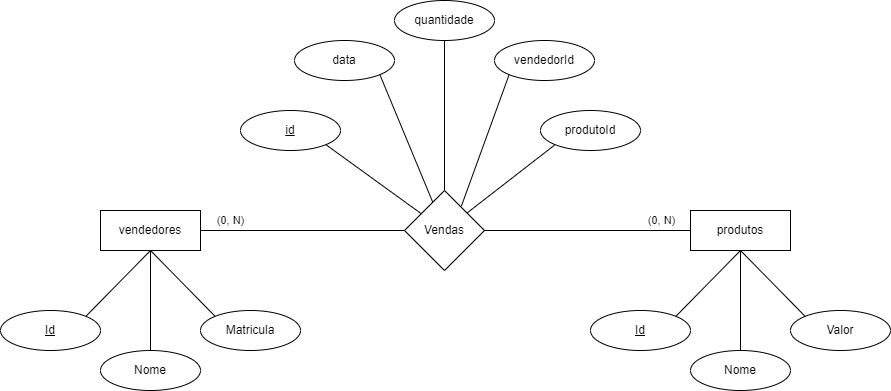 quantidade
data
vendedorId
id
produtoId
vendedores
(0, N)
Vendas
(0, N)
produtos
Id
Matricula
Nome
Id
Valor
Nome